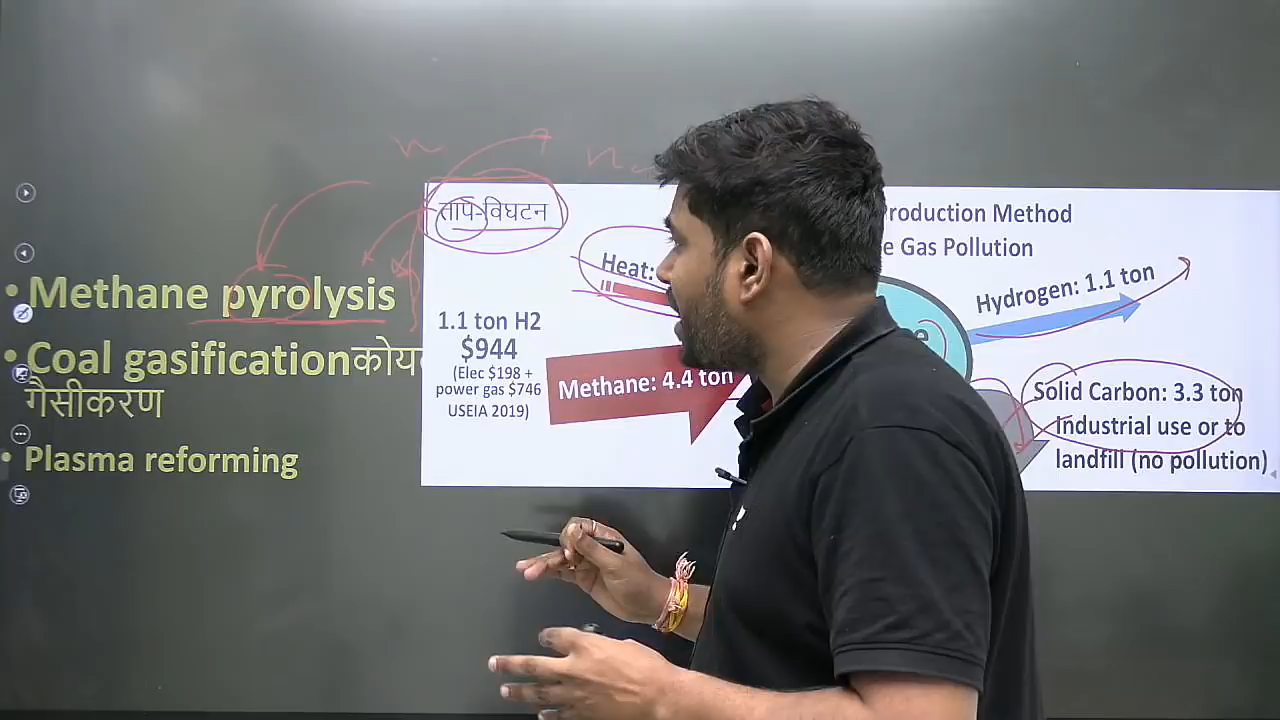 • Methane pyrolysis
• Coal gasificationकोय
गैसीकरण
• Plasma reforming
ताप-विघटन
roduction Method
Gas Pollution
Heat:
1.1 ton H2
$944
(Elec $198 +
power gas $746
USEIA 2019)
Methane: 4.4 ton
Hydrogen: 1.1 ton
Solid Carbon: 3.3 ton
Industrial use or to
landfill (no pollution)